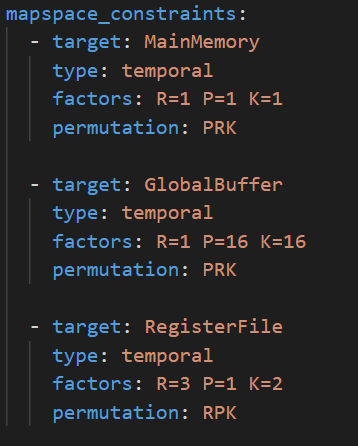 mapspace_constraints:
  - target: MainMemory
    type: temporal
    factors: R=1 P=1 K=1
    permutation: PRK

  - target: GlobalBuffer
    type: temporal
    factors: R=1 P=16 K=16
    permutation: PRK

  - target: RegisterFile
    type: temporal
    factors: R=3 P=1 K=2
    permutation: RPK